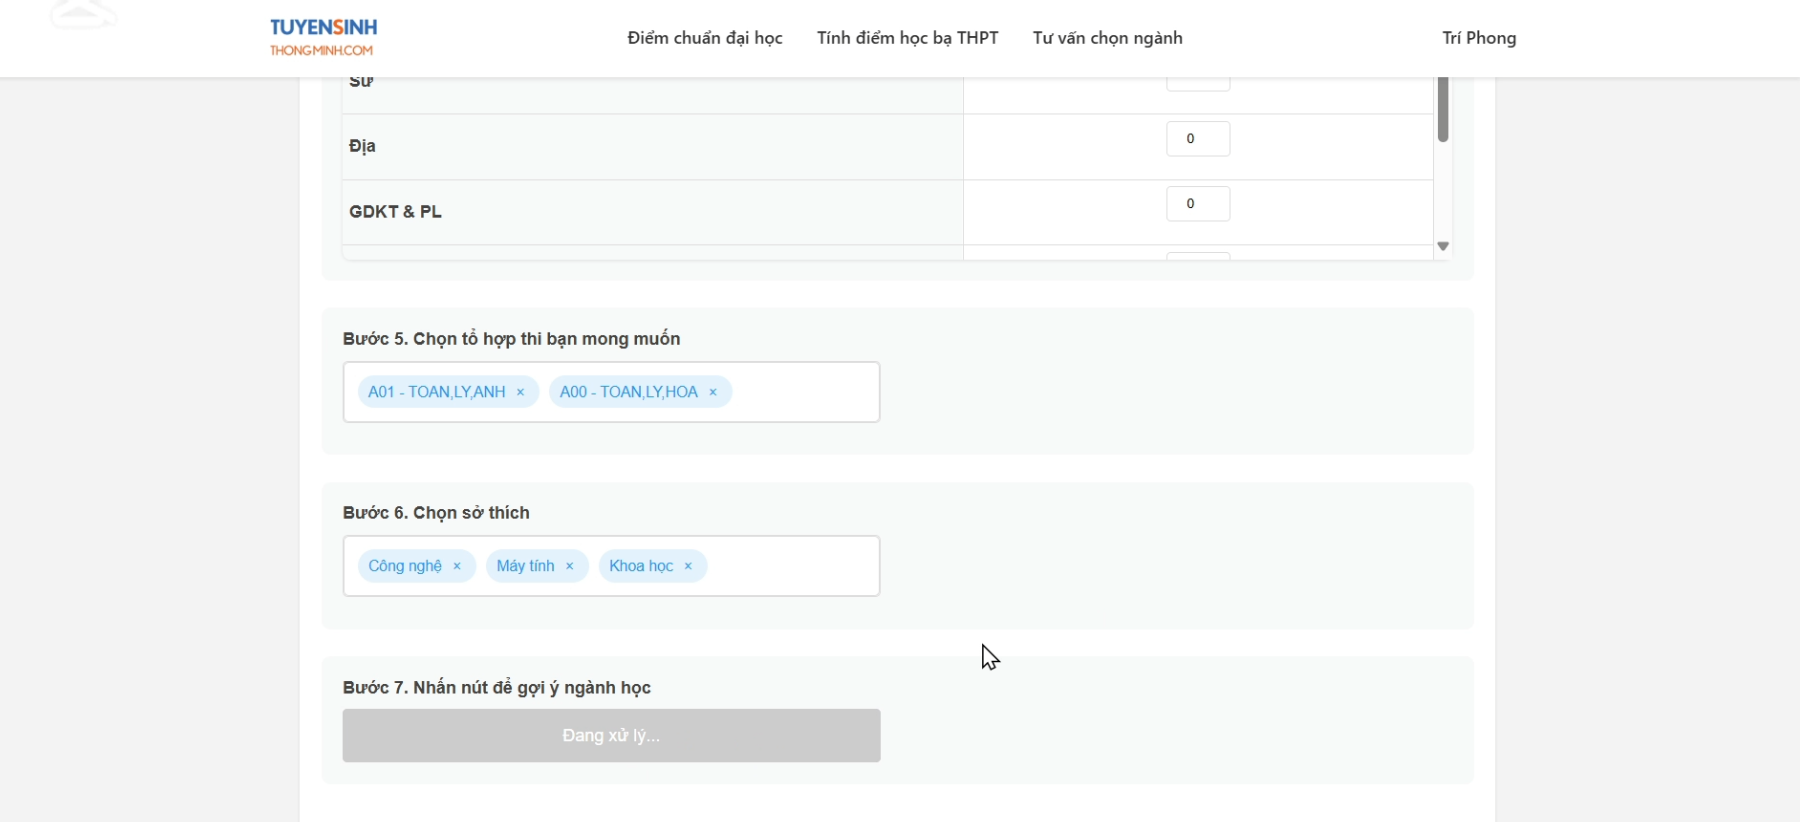 TUYENSINH
THONGMINH.COM
Điểm chuẩn đại học
Tính điểm học bạ THPT
Tư vấn chọn ngành
Trí Phong
Sử
Địa
0
GDKT & PL
0
Bước 5. Chọn tổ hợp thi bạn mong muốn
A01 - TOAN,LY,ANH × A00 - TOAN,LY,HOA ×
Bước 6. Chọn sở thích
Công nghệ × Máy tính × Khoa học ×
Bước 7. Nhấn nút để gợi ý ngành học
Đang xử lý...